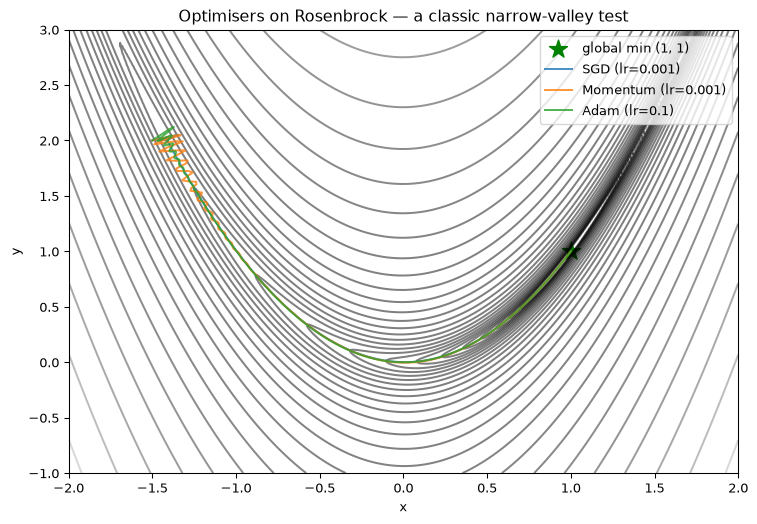 Optimisers on Rosenbrock — a classic narrow-valley test
3.0
2.5
2.0
1.5
1.0
0.5
0.0
−0.5
−1.0
y
global min (1, 1)
SGD (lr=0.001)
Momentum (lr=0.001)
Adam (lr=0.1)
−2.0 −1.5 −1.0 −0.5 0.0 0.5 1.0 1.5 2.0
x